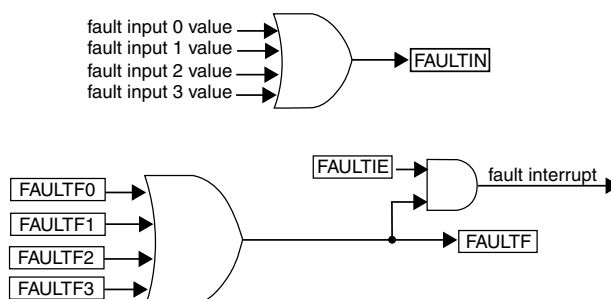 fault input 0 value
fault input 1 value
fault input 2 value
fault input 3 value
FAULTIN
FAULTIE
fault interrupt
FAULTF0
FAULTF1
FAULTF2
FAULTF3
FAULTF